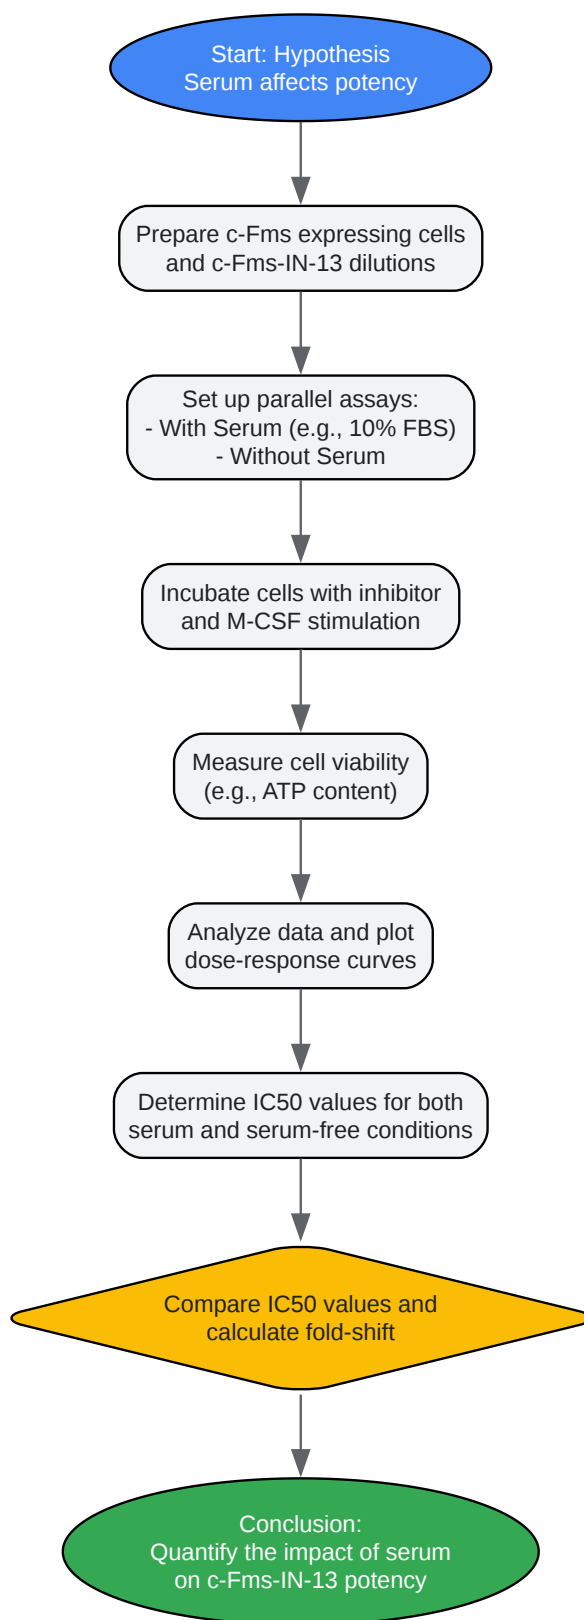 Start: Hypothesis
Serum affects potency
Prepare c-Fms expressing cells
and c-Fms-IN-13 dilutions
Set up parallel assays:
- With Serum (e.g., 10% FBS)
- Without Serum
Incubate cells with inhibitor
and M-CSF stimulation
Measure cell viability
(e.g., ATP content)
Analyze data and plot
dose-response curves
Determine IC50 values for both
serum and serum-free conditions
Compare IC50 values and
calculate fold-shift
Conclusion:
Quantify the impact of serum
on c-Fms-IN-13 potency